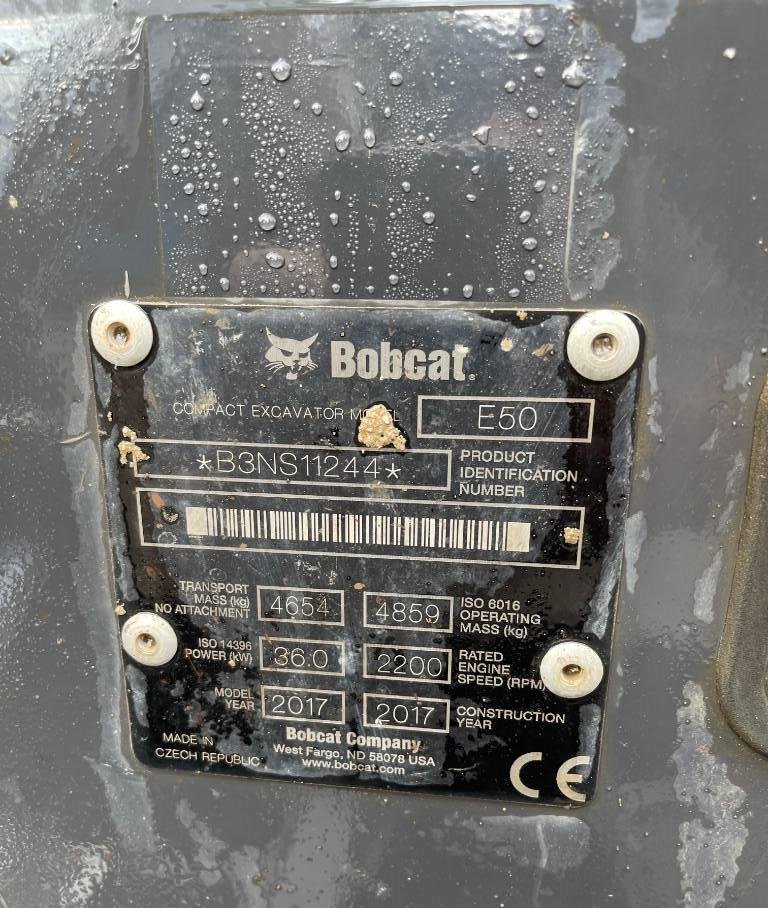 Bobcat
COMPACT EXCAVATOR E50
*B3NS11244* PRODUCT
IDENTIFICATION
NUMBER
TRANSPORT
MASS (kg)
NO ATTACHMENT
4654 4859
ISO 6016
OPERATING
MASS (kg)
ISO 14396
POWER (kW)
36.0 2200
RATED
ENGINE
SPEED (RPM)
MODEL
YEAR
2017 2017
CONSTRUCTION
YEAR
MADE IN
CZECH REPUBLIC
Bobcat Company
West Fargo, ND 58078 USA
www.bobcat.com
CE